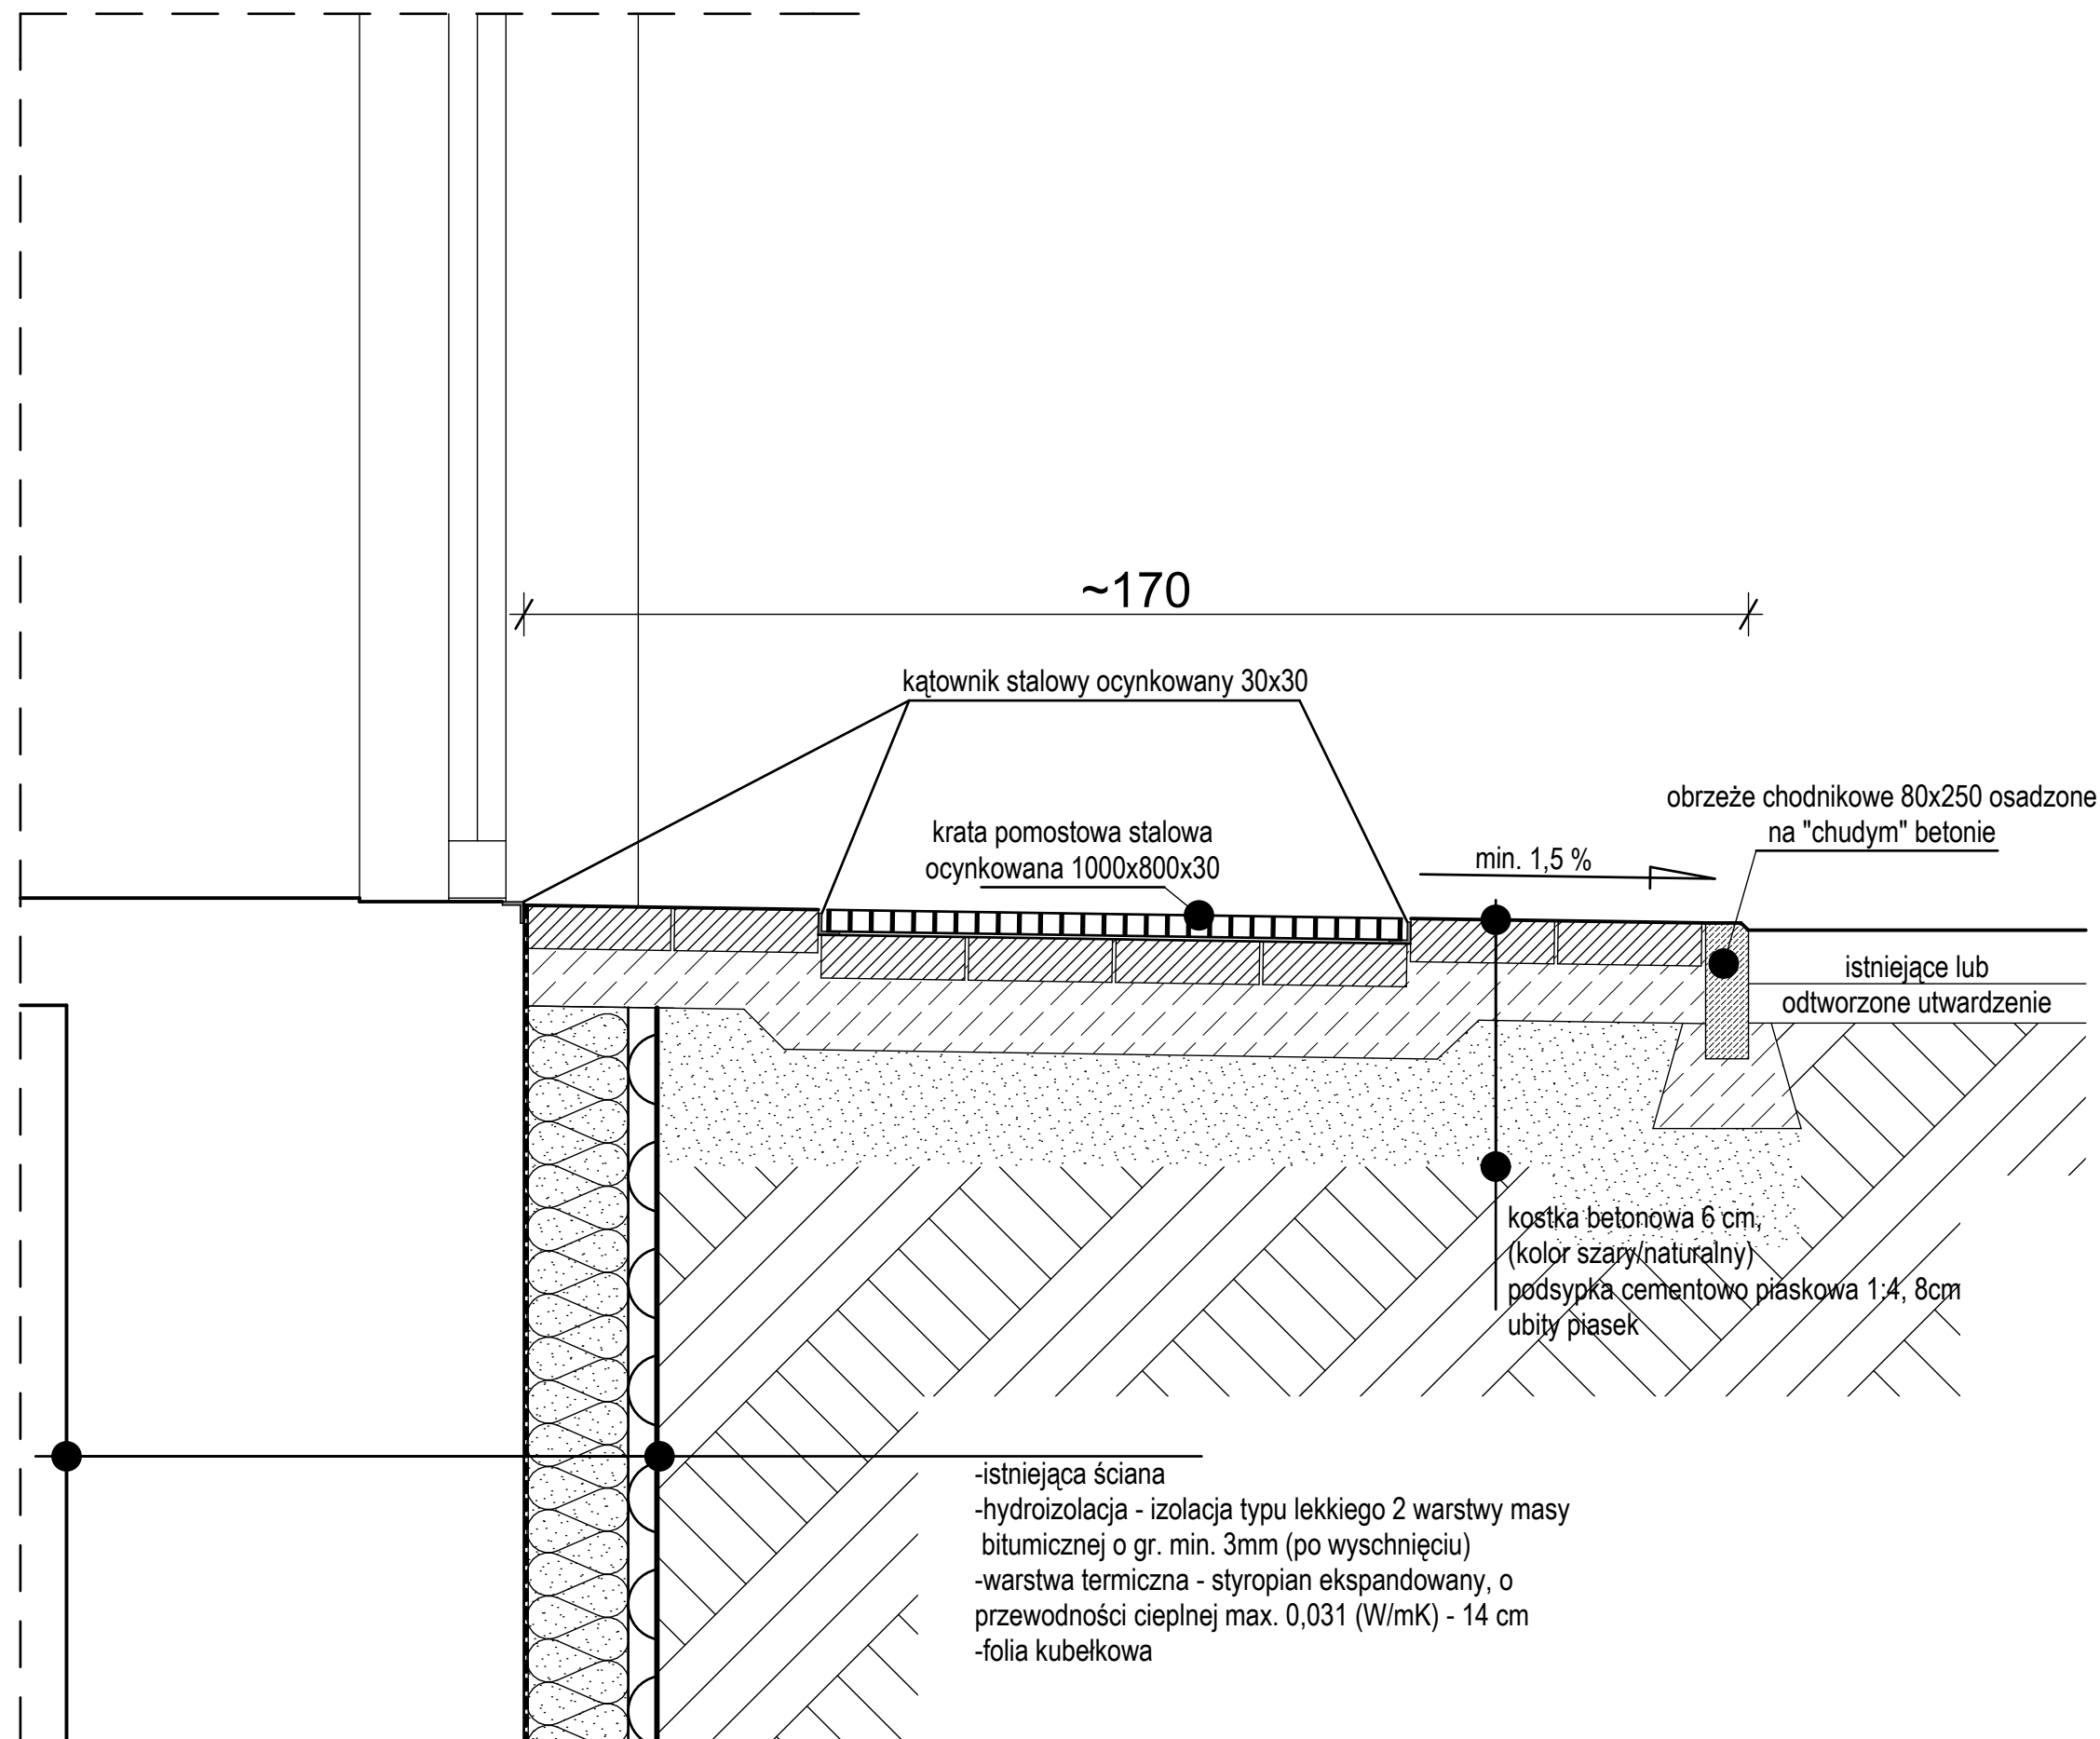 ~170
kątownik stalowy ocynkowany 30x30
krata pomostowa stalowa
ocynkowana 1000x800x30
min. 1,5 %
obrzeże chodnikowe 80x250 osadzone
na "chudym" betonie
istniejące lub
odtworzone utwardzenie
kostka betonowa 6 cm,
(kolor szary/naturalny)
podsypka cementowo piaskowa 1:4, 8cm
ubity piasek
-istniejąca ściana
-hydroizolacja - izolacja typu lekkiego 2 warstwy masy
bitumicznej o gr. min. 3mm (po wyschnięciu)
-warstwa termiczna - styropian ekspandowany, o
przewodności cieplnej max. 0,031 (W/mK) - 14 cm
-folia kubełkowa